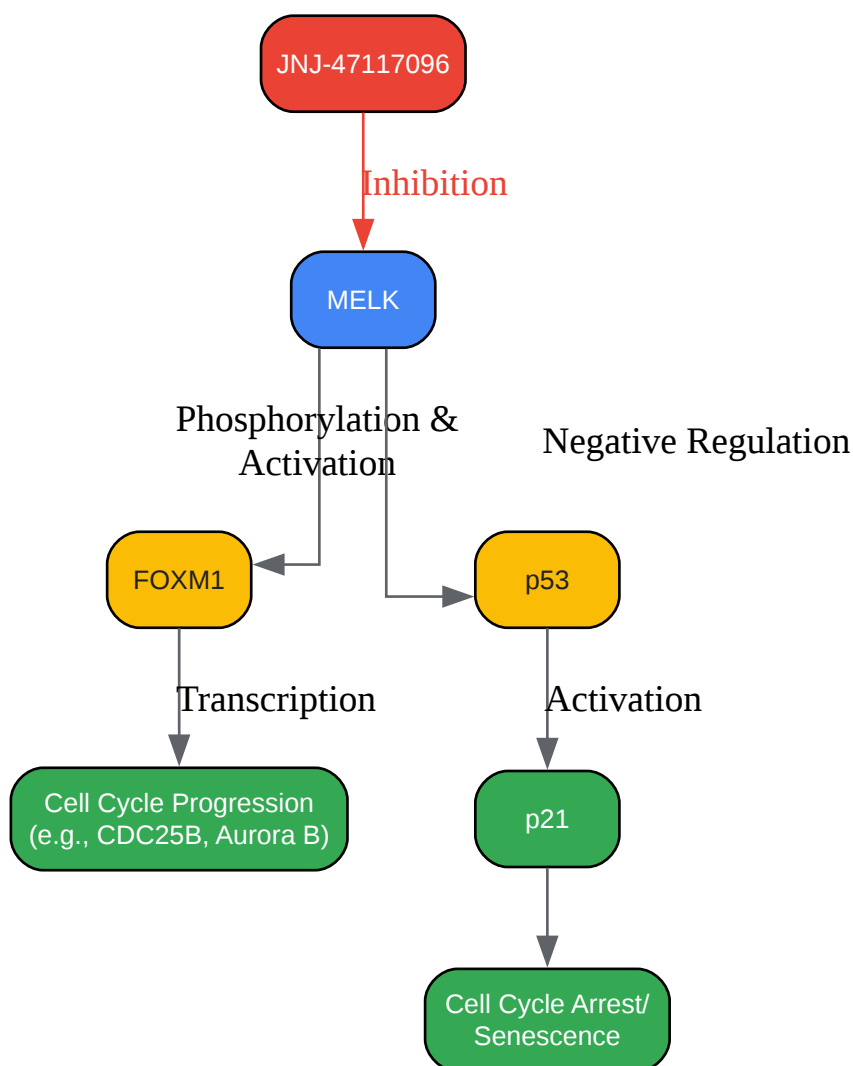 JNJ-47117096
Inhibition
MELK
Phosphorylation &
Activation
Negative Regulation
FOXM1
p53
Transcription
Activation
Cell Cycle Progression
(e.g., CDC25B, Aurora B)
p21
Cell Cycle Arrest/
Senescence